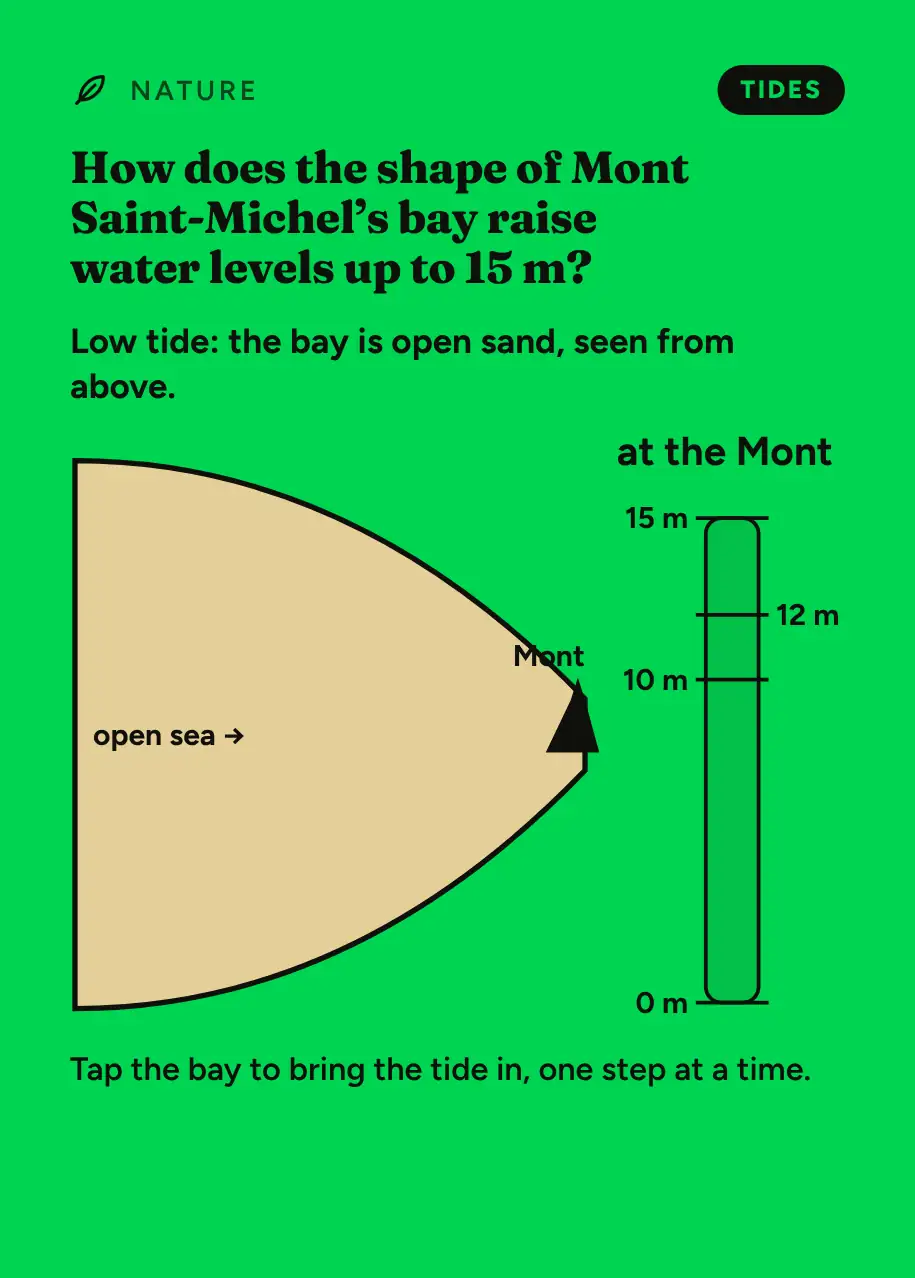 NATURE
TIDES
How does the shape of Mont
Saint-Michel’s bay raise
water levels up to 15 m?
Low tide: the bay is open sand, seen from
above.
at the Mont
15 m
12 m
Mont
10 m
open sea →
0 m
Tap the bay to bring the tide in, one step at a time.